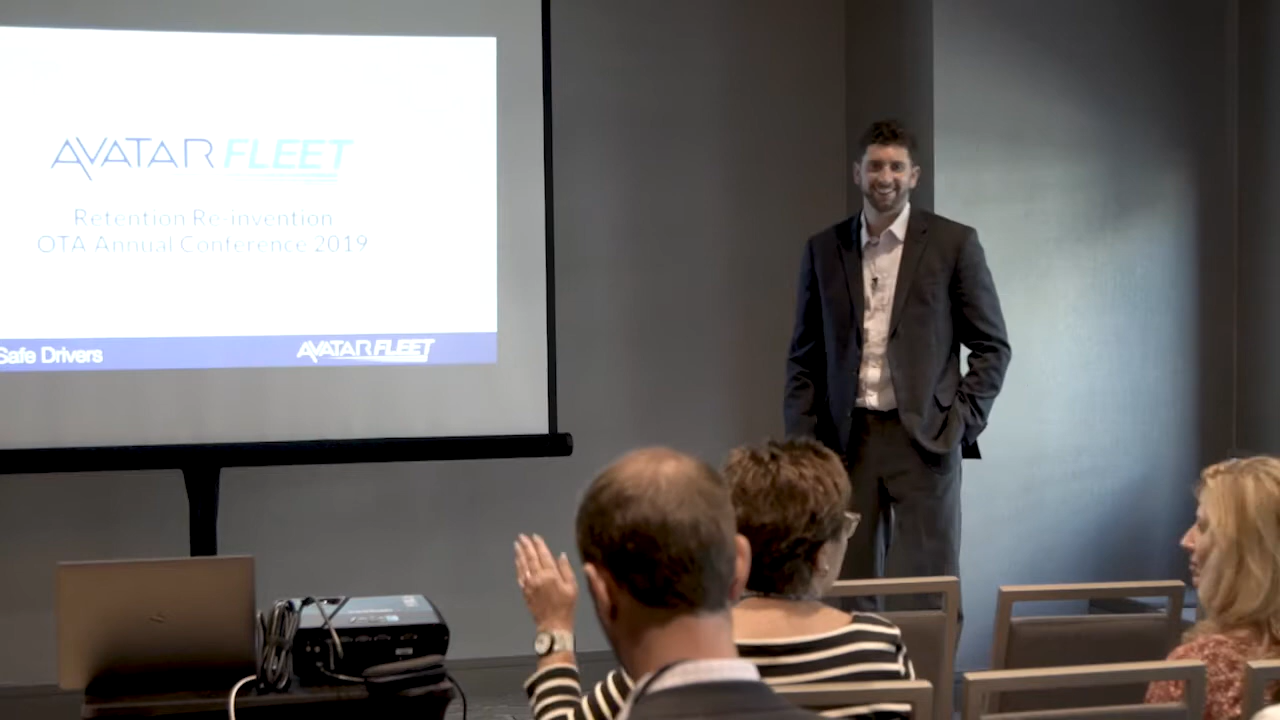 AVATAR FLEET
Retention Re-invention
OTA Annual Conference 2019
Safe Drivers
AVATAR FLEET